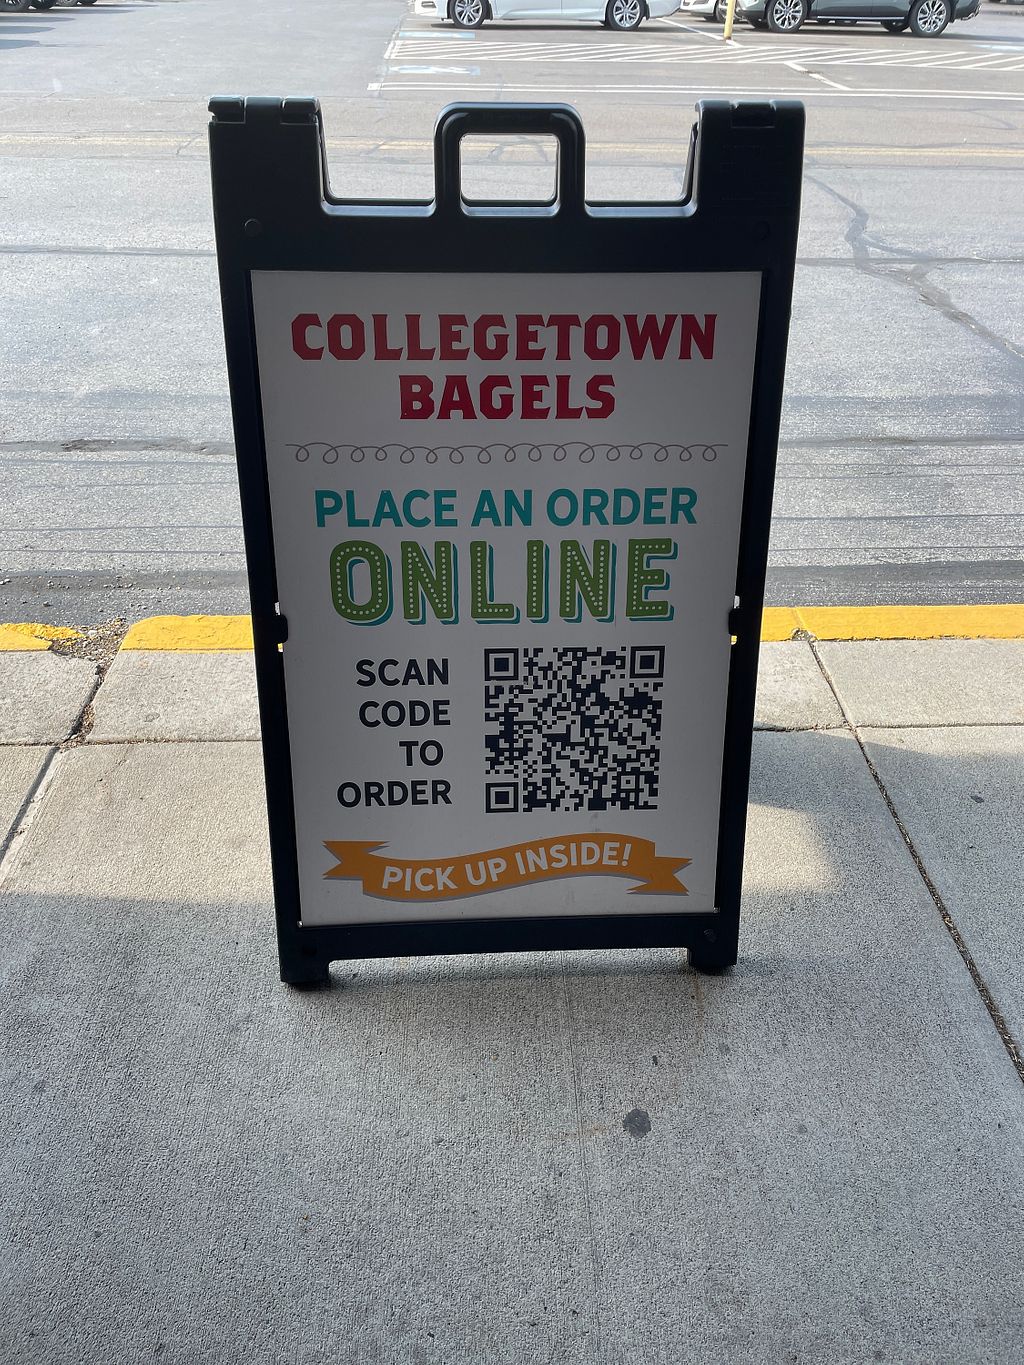 COLLEGETOWN
BAGELS
PLACE AN ORDER
ONLINE
SCAN
CODE
TO
ORDER
PICK UP INSIDE!